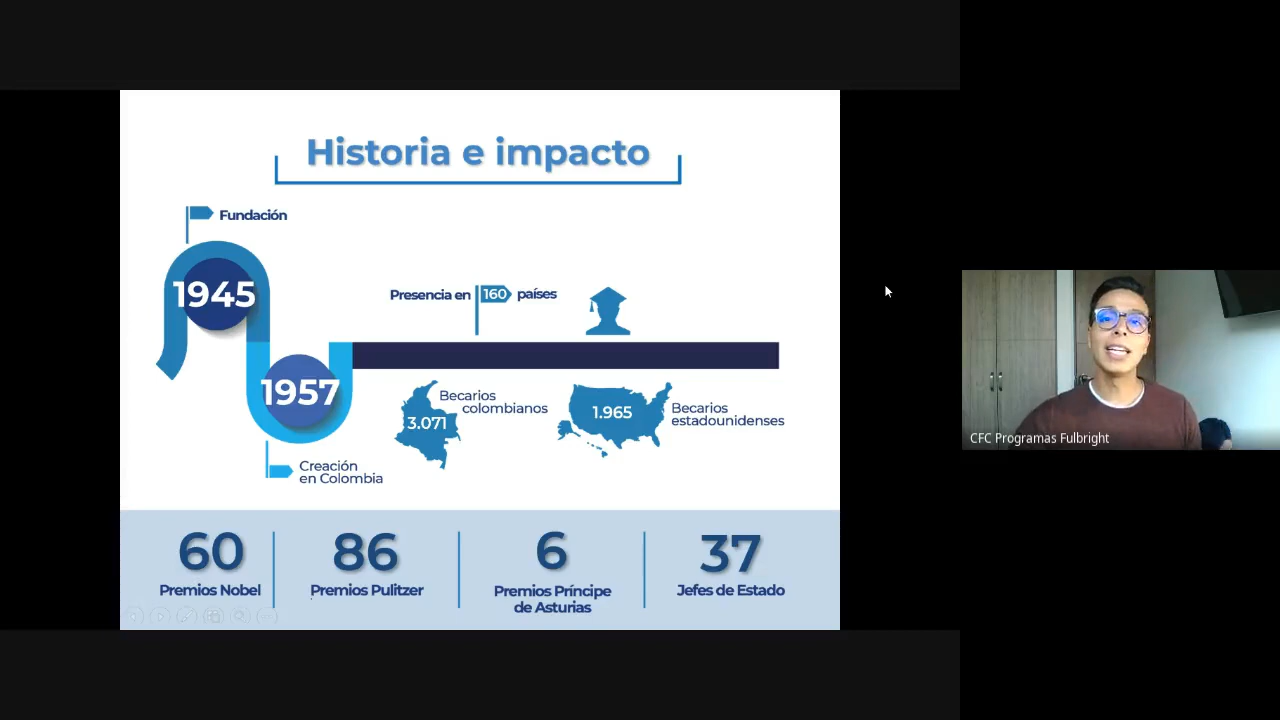 Historia e impacto
Fundación
1945
Presencia en 160 países
1957
Becarios
colombianos
3.071
1.965
Becarios
estadounidenses
Creación
en Colombia
60
Premios Nobel
86
Premios Pulitzer
6
Premios Príncipe
de Asturias
37
Jefes de Estado
CFC Programas Fulbright